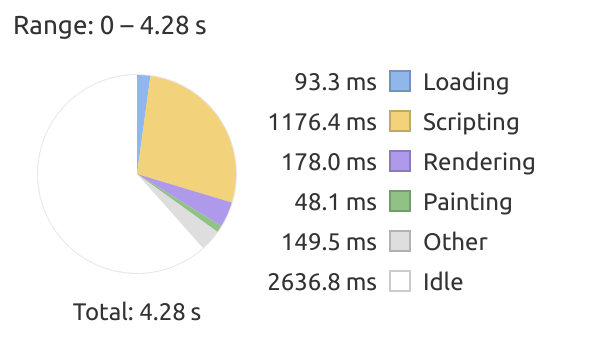 Range: 0 – 4.28 s
93.3 ms Loading
1176.4 ms Scripting
178.0 ms Rendering
48.1 ms Painting
149.5 ms Other
2636.8 ms Idle
Total: 4.28 s